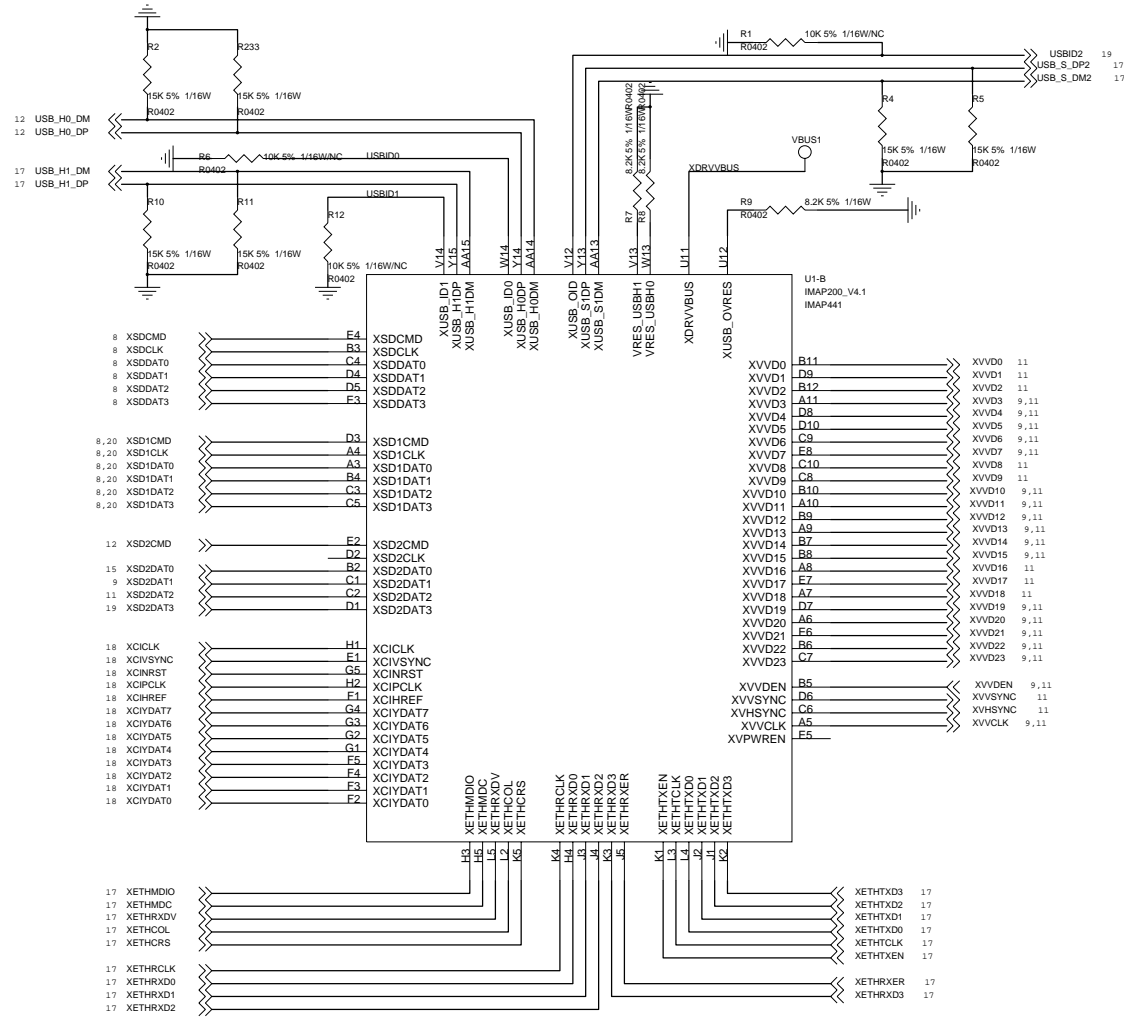 R2
15K 5% 1/16W
R0402
R233
15K 5% 1/16W
R0402
12 USB_H0_DM
12 USB_H0_DP
R6
R0402
10K 5% 1/16W/NC
USBID0
17 USB_H1_DM
17 USB_H1_DP
R10
15K 5% 1/16W
R0402
R11
15K 5% 1/16W
R0402
R12
10K 5% 1/16W/NC
R0402
USBID1
R1
R0402
10K 5% 1/16W/NC
USBID2 19
USB_S_DP2 17
USB_S_DM2 17
R4
15K 5% 1/16W
R0402
R5
15K 5% 1/16W
R0402
R7
8.2K 5% 1/16W
R0402
R8
8.2K 5% 1/16W
R0402
VBUS1
XDRVVBUS
R9
R0402
8.2K 5% 1/16W
U1-B
IMAP200_V4.1
IMAP441
V14 XUSB_ID1
Y15 XUSB_H1DP
AA15 XUSB_H1DM
W14 XUSB_ID0
Y14 XUSB_H0DP
AA14 XUSB_H0DM
V12 XUSB_OID
Y13 XUSB_S1DP
AA13 XUSB_S1DM
V13 VRES_USBH1
W13 VRES_USBH0
U11 XDRVVBUS
U12 XUSB_OVRES
8 XSDCMD E4 XSDCMD
8 XSDCLK B3 XSDCLK
8 XSDDAT0 C4 XSDDAT0
8 XSDDAT1 D4 XSDDAT1
8 XSDDAT2 D5 XSDDAT2
8 XSDDAT3 E3 XSDDAT3
8,20 XSD1CMD D3 XSD1CMD
8,20 XSD1CLK A4 XSD1CLK
8,20 XSD1DAT0 A3 XSD1DAT0
8,20 XSD1DAT1 B4 XSD1DAT1
8,20 XSD1DAT2 C3 XSD1DAT2
8,20 XSD1DAT3 C5 XSD1DAT3
12 XSD2CMD E2 XSD2CMD
D2 XSD2CLK
15 XSD2DAT0 B2 XSD2DAT0
9 XSD2DAT1 C1 XSD2DAT1
11 XSD2DAT2 C2 XSD2DAT2
19 XSD2DAT3 D1 XSD2DAT3
18 XCICLK H1 XCICLK
18 XCIVSYNC E1 XCIVSYNC
18 XCINRST G5 XCINRST
18 XCIPCLK H2 XCIPCLK
18 XCIHREF F1 XCIHREF
18 XCIYDAT7 G4 XCIYDAT7
18 XCIYDAT6 G3 XCIYDAT6
18 XCIYDAT5 G2 XCIYDAT5
18 XCIYDAT4 G1 XCIYDAT4
18 XCIYDAT3 F5 XCIYDAT3
18 XCIYDAT2 F4 XCIYDAT2
18 XCIYDAT1 F3 XCIYDAT1
18 XCIYDAT0 F2 XCIYDAT0
XVVD0 B11 XVVD0 11
XVVD1 D9 XVVD1 11
XVVD2 B12 XVVD2 11
XVVD3 A11 XVVD3 9,11
XVVD4 D8 XVVD4 9,11
XVVD5 D10 XVVD5 9,11
XVVD6 C9 XVVD6 9,11
XVVD7 E8 XVVD7 9,11
XVVD8 C10 XVVD8 11
XVVD9 C8 XVVD9 11
XVVD10 B10 XVVD10 9,11
XVVD11 A10 XVVD11 9,11
XVVD12 B9 XVVD12 9,11
XVVD13 A9 XVVD13 9,11
XVVD14 B7 XVVD14 9,11
XVVD15 B8 XVVD15 9,11
XVVD16 A8 XVVD16 11
XVVD17 E7 XVVD17 11
XVVD18 A7 XVVD18 11
XVVD19 D7 XVVD19 9,11
XVVD20 A6 XVVD20 9,11
XVVD21 E6 XVVD21 9,11
XVVD22 B6 XVVD22 9,11
XVVD23 C7 XVVD23 9,11
XVVDEN B5 XVVDEN 9,11
XVVSYNC D6 XVVSYNC 11
XVHSYNC C6 XVHSYNC 11
XVVCLK A5 XVVCLK 9,11
XVPWREN E5
XETHMDIO H3
XETHMDC H5
XETHRXDV L5
XETHCOL L2
XETHCRS K5
XETHRCLK K4
XETHRXD0 H4
XETHRXD1 J3
XETHRXD2 J4
XETHRXD3 K3
XETHRXER J5
XETHTXEN K1
XETHTCLK L3
XETHTXD0 L4
XETHTXD1 J2
XETHTXD2 J1
XETHTXD3 K2
17 XETHMDIO
17 XETHMDC
17 XETHRXDV
17 XETHCOL
17 XETHCRS
17 XETHRCLK
17 XETHRXD0
17 XETHRXD1
17 XETHRXD2
XETHTXD3 17
XETHTXD2 17
XETHTXD1 17
XETHTXD0 17
XETHTCLK 17
XETHTXEN 17
XETHRXER 17
XETHRXD3 17